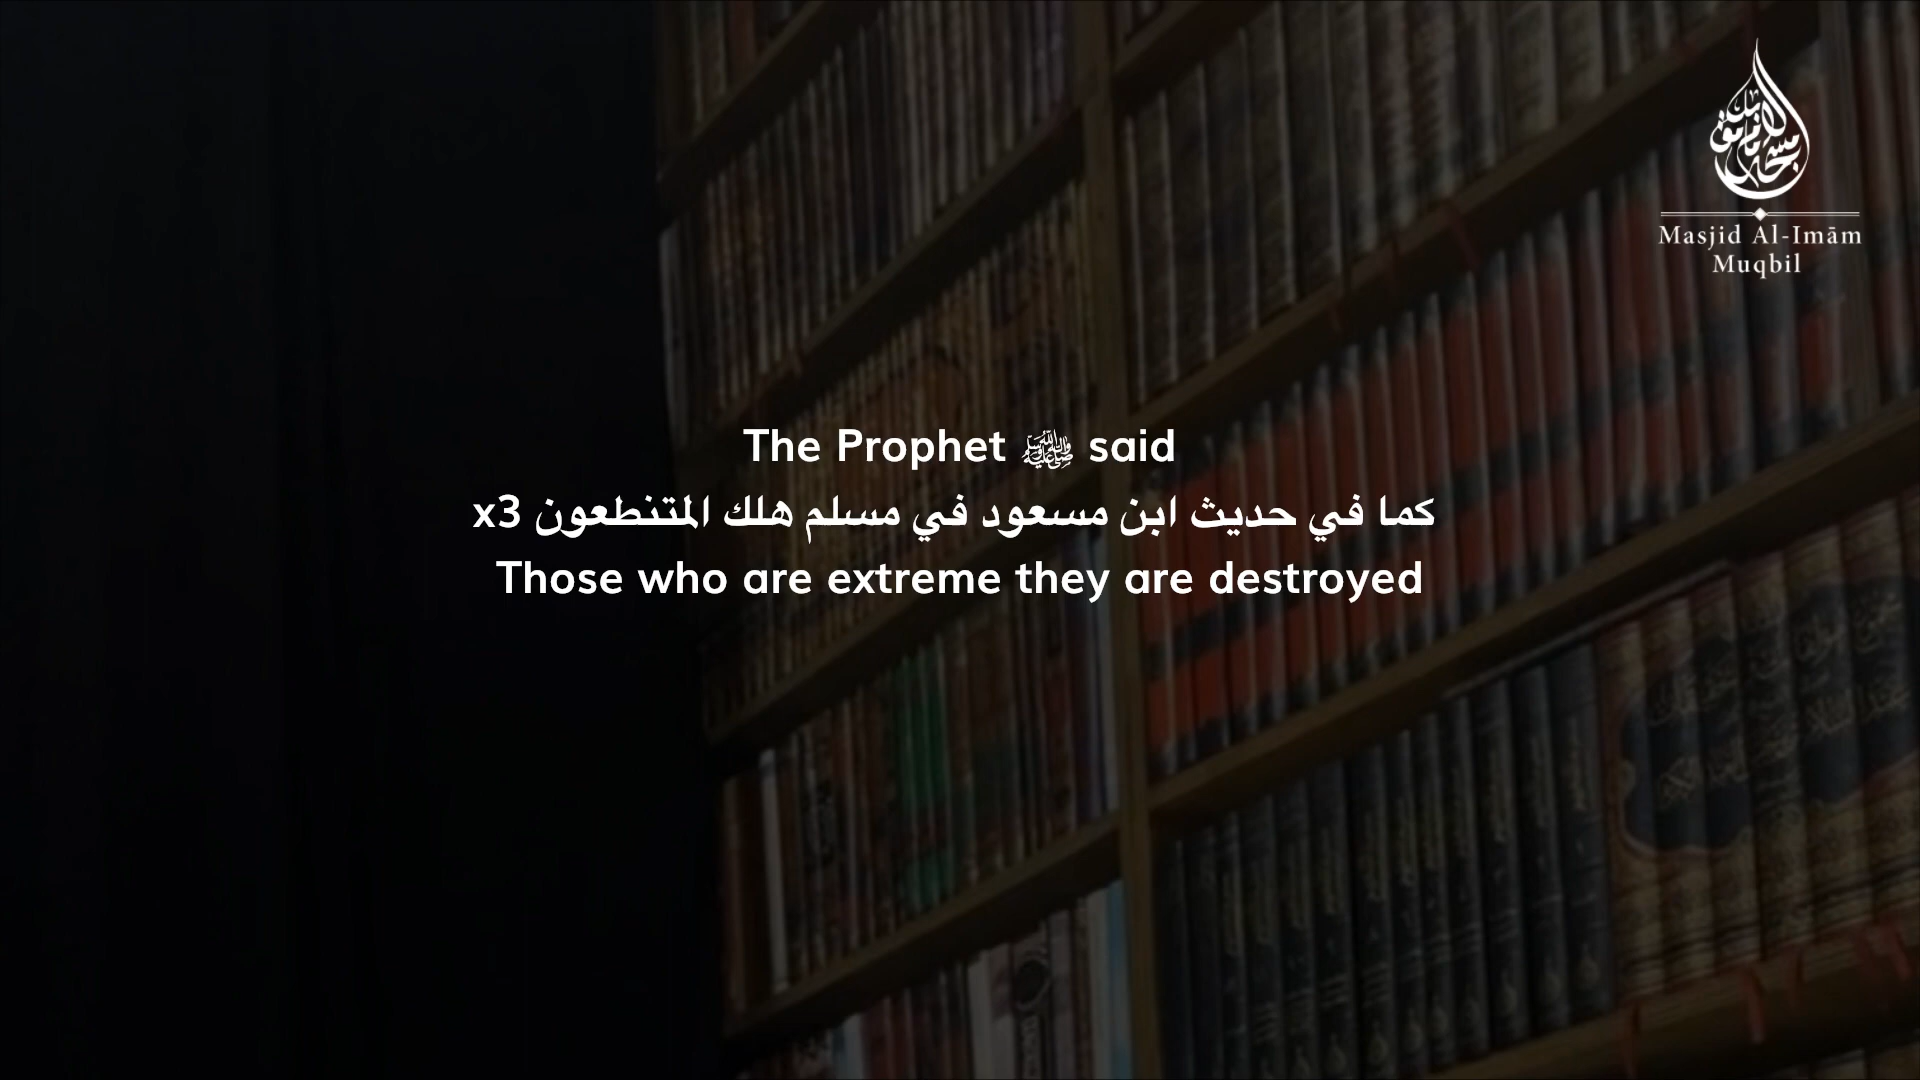 Masjid Al-Imām
Muqbil
The Prophet ﷺ said
كما في حديث ابن مسعود في مسلم هلك المتنطعون x3
Those who are extreme they are destroyed